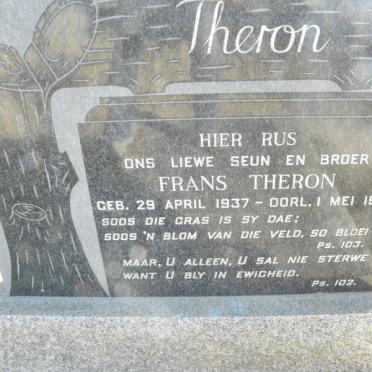 Theron
HIER RUS
ONS LIEWE SEUN EN BROER
FRANS THERON
GEB. 29 APRIL 1937 - OORL. 1 MEI
SOOS DIE GRAS IS SY DAE;
SOOS 'N BLOM VAN DIE VELD, SO BLOEI
PS. 103.
MAAR, U ALLEEN, U SAL NIE STERWE
WANT U BLY IN EWIGHEID.
PS. 102.